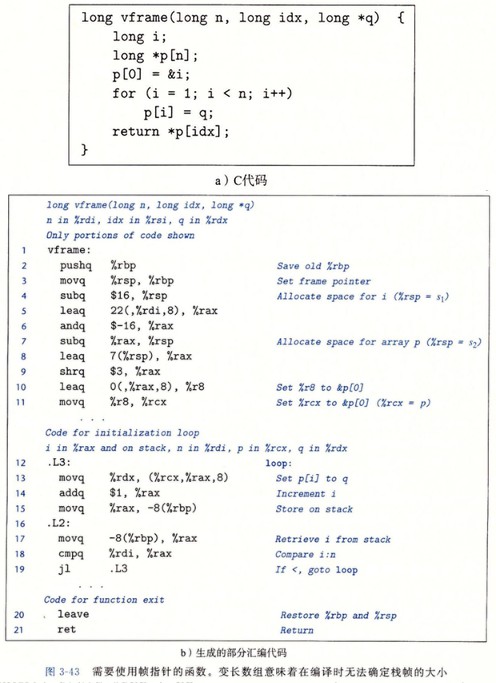 long vframe(long n, long idx, long *q) {
long i;
long *p[n];
p[0] = &i;
for (i = 1; i < n; i++)
p[i] = q;
return *p[idx];
}
a）C代码
long vframe(long n, long idx, long *q)
n in %rdi, idx in %rsi, q in %rdx
Only portions of code shown
1 vframe:
2 pushq %rbp Save old %rbp
3 movq %rsp, %rbp Set frame pointer
4 subq $16, %rsp Allocate space for i (%rsp = s₁)
5 leaq 22(,%rdi,8), %rax
6 andq $-16, %rax
7 subq %rax, %rsp Allocate space for array p (%rsp = s₂)
8 leaq 7(%rsp), %rax
9 shrq $3, %rax
10 leaq 0(,%rax,8), %r8 Set %r8 to &p[0]
11 movq %r8, %rcx Set %rcx to &p[0] (%rcx = p)
. . .
Code for initialization loop
i in %rax and on stack, n in %rdi, p in %rcx, q in %rdx
12 .L3: loop:
13 movq %rdx, (%rcx,%rax,8) Set p[i] to q
14 addq $1, %rax Increment i
15 movq %rax, -8(%rbp) Store on stack
16 .L2:
17 movq -8(%rbp), %rax Retrieve i from stack
18 cmpq %rdi, %rax Compare i:n
19 jl .L3 If <, goto loop
. . .
Code for function exit
20 leave Restore %rbp and %rsp
21 ret Return
b）生成的部分汇编代码
图 3-43 需要使用帧指针的函数。变长数组意味着在编译时无法确定栈帧的大小